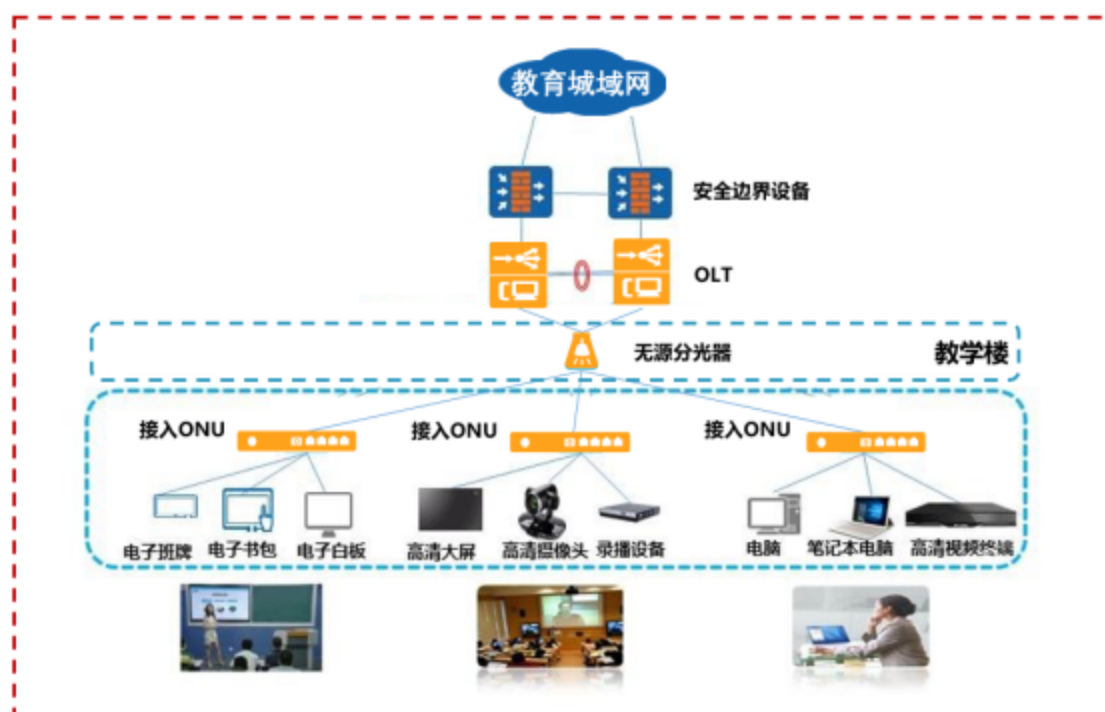 教育城域网
安全边界设备
OLT
无源分光器
教学楼
接入ONU
接入ONU
接入ONU
电子班牌
电子书包
电子白板
高清大屏
高清摄像头
录播设备
电脑
笔记本电脑
高清视频终端